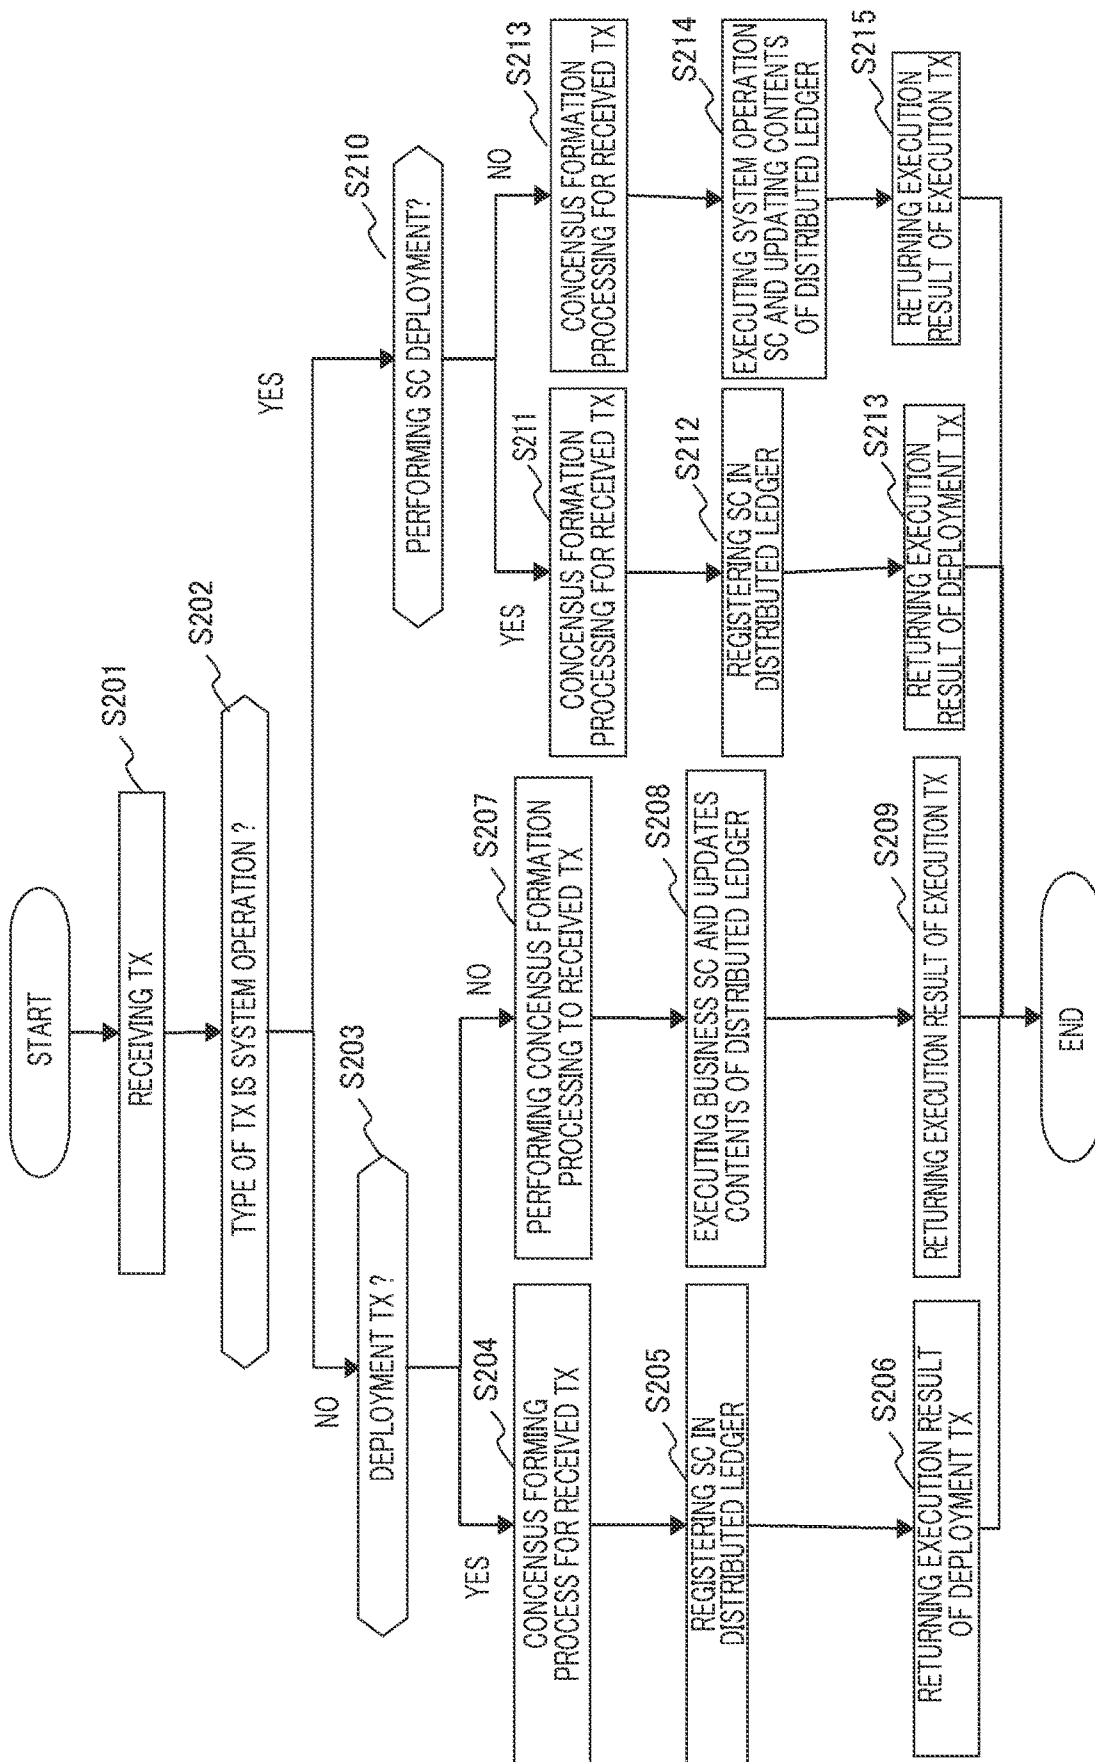 START
RECEIVING TX
S201
TYPE OF TX IS SYSTEM OPERATION ?
S202
NO
YES
DEPLOYMENT TX ?
S203
PERFORMING SC DEPLOYMENT?
S210
YES
NO
YES
NO
CONCENSUS FORMING
PROCESS FOR RECEIVED TX
S204
PERFORMING CONCENSUS FORMATION
PROCESSING TO RECEIVED TX
S207
CONCENSUS FORMATION
PROCESSING FOR RECEIVED TX
S211
CONCENSUS FORMATION
PROCESSING FOR RECEIVED TX
S213
REGISTERING SC IN
DISTRIBUTED LEDGER
S205
EXECUTING BUSINESS SC AND UPDATES
CONTENTS OF DISTRIBUTED LEDGER
S208
REGISTERING SC IN
DISTRIBUTED LEDGER
S212
EXECUTING SYSTEM OPERATION
SC AND UPDATING CONTENTS
OF DISTRIBUTED LEDGER
S214
RETURNING EXECUTION RESULT
OF DEPLOYMENT TX
S206
RETURNING EXECUTION RESULT OF EXECUTION TX
S209
RETURNING EXECUTION
RESULT OF DEPLOYMENT TX
S213
RETURNING EXECUTION
RESULT OF EXECUTION TX
S215
END